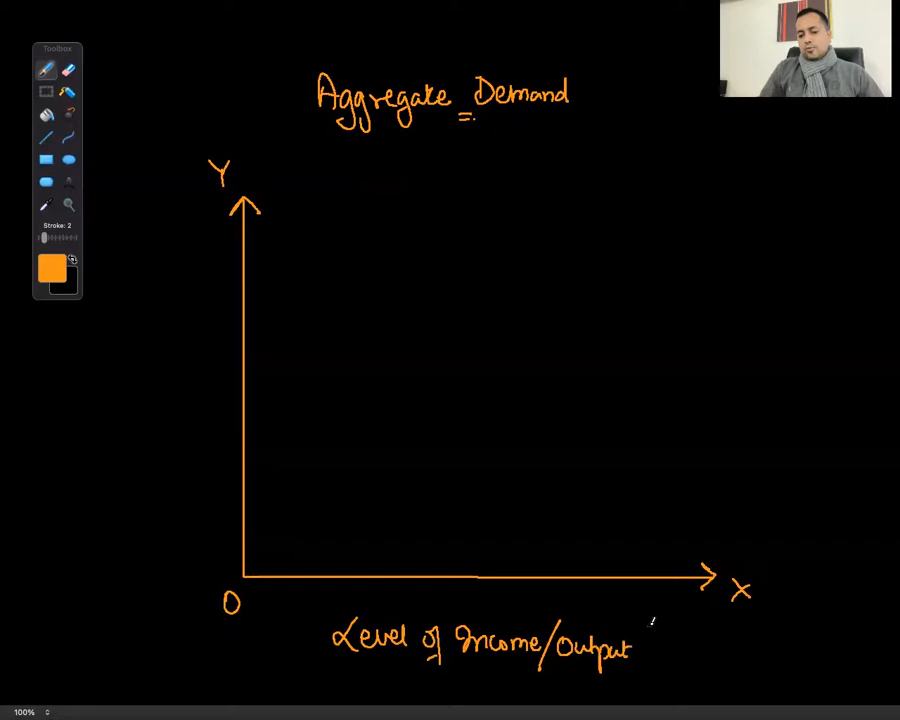 Toolbox
Aggregate Demand
Y
Stroke: 2
X
O
Level of Income/Output
100%